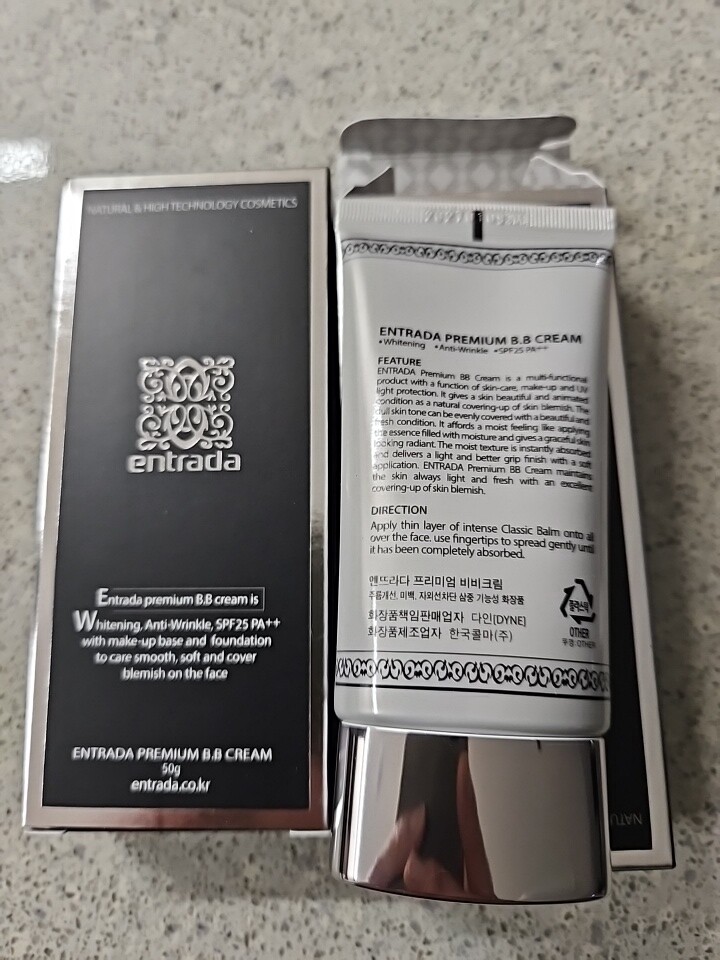 NATURAL & HIGH TECHNOLOGY COSMETICS
entrada
Entrada premium B.B cream is
Whitening, Anti-Wrinkle, SPF25 PA++
with make-up base and foundation
to care smooth, soft and cover
blemish on the face
ENTRADA PREMIUM B.B CREAM
50g
entrada.co.kr
ENTRADA PREMIUM B.B CREAM
•Whitening •Anti-Wrinkle •SPF25 PA++
FEATURE
ENTRADA Premium BB Cream is a multi-functional
product with a function of skin-care, make-up and UV
light protection. It gives a skin beautiful and animated
condition as a natural covering-up of skin blemish. The
dull skin tone can be evenly covered with a beautiful and
fresh condition. It affords a moist feeling like applying
the essence filled with moisture and gives a graceful skin
looking radiant. The moist texture is instantly absorbed
and delivers a light and better grip finish with a soft
application. ENTRADA Premium BB Cream maintains
the skin always light and fresh with an excellent
covering-up of skin blemish.
DIRECTION
Apply thin layer of intense Classic Balm onto all
over the face. use fingertips to spread gently until
it has been completely absorbed.
엔뜨라다 프리미엄 비비크림
주름개선, 미백, 자외선차단 삼중 기능성 화장품
화장품책임판매업자 다인[DYNE]
화장품제조업자 한국콜마(주)
플라스틱
OTHER
뚜껑:OTHER
NATU